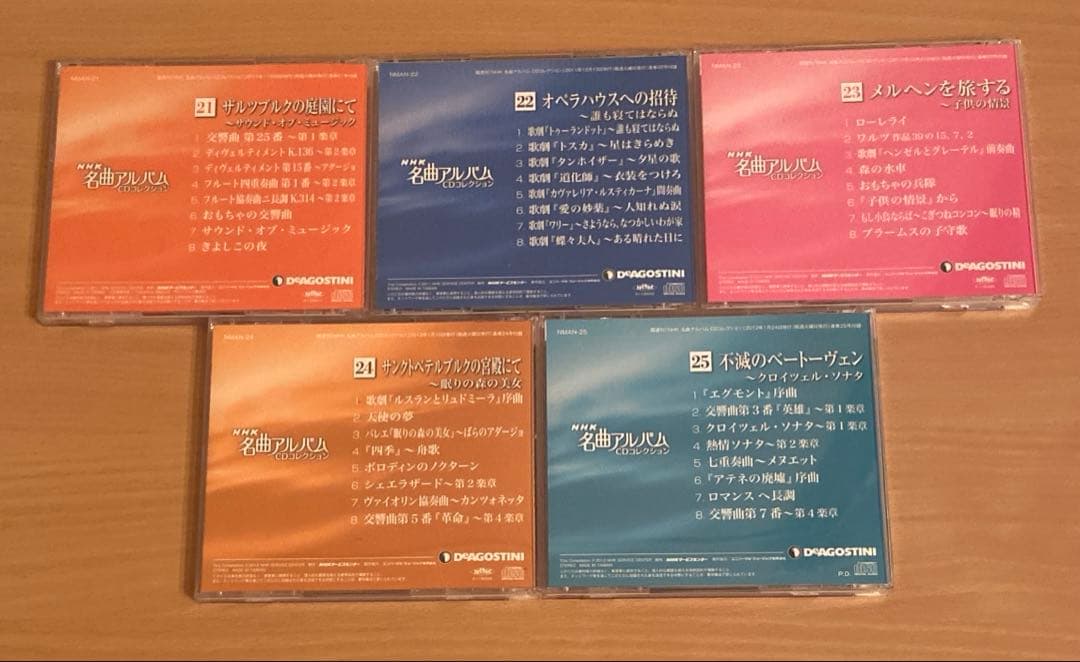 NMAN-21
21 ザルツブルクの庭園にて
～サウンド・オブ・ミュージック
1 交響曲 第25番 ～第1楽章
2. ディヴェルティメント K.136 ～第2楽章
3. ディヴェルティメント 第15番 ～アダージョ
4. フルート四重奏曲 第1番 ～第2楽章
5. フルート協奏曲ニ長調 K.314 ～第2楽章
6. おもちゃの交響曲
7. サウンド・オブ・ミュージック
8. きよしこの夜
NHK
名曲アルバム
CDコレクション
DeAGOSTINI
NMAN-22
22 オペラハウスへの招待
～誰も寝てはならぬ
1 歌劇『トゥーランドット』～誰も寝てはならぬ
2. 歌劇『トスカ』～星はきらめき
3. 歌劇『タンホイザー』～夕星の歌
4. 歌劇『道化師』～衣装をつけろ
5. 歌劇『カヴァレリア・ルスティカーナ』間奏曲
6. 歌劇『愛の妙薬』～人知れぬ涙
7. 歌劇『ワリー』～さようなら、なつかしいわが家
8. 歌劇『蝶々夫人』～ある晴れた日に
NHK
名曲アルバム
CDコレクション
DeAGOSTINI
NMAN-23
23 メルヘンを旅する
～子供の情景
1 ローレライ
2. ワルツ 作品39の15、7、2
3. 歌劇『ヘンゼルとグレーテル』前奏曲
4. 森の水車
5. おもちゃの兵隊
6. 『子供の情景』から
7. もし小鳥ならば～こぎつねコンコン～眠りの精
8. ブラームスの子守歌
NHK
名曲アルバム
CDコレクション
DeAGOSTINI
NMAN-24
24 サンクトペテルブルクの宮殿にて
～眠りの森の美女
1 歌劇『ルスランとリュドミーラ』序曲
2. 天使の夢
3. バレエ『眠りの森の美女』～ばらのアダージョ
4. 『四季』～舟歌
5. ボロディンのノクターン
6. シェエラザード～第2楽章
7. ヴァイオリン協奏曲～カンツォネッタ
8. 交響曲第5番『革命』～第4楽章
NHK
名曲アルバム
CDコレクション
DeAGOSTINI
NMAN-25
25 不滅のベートーヴェン
～クロイツェル・ソナタ
1 『エグモント』序曲
2. 交響曲第3番『英雄』～第1楽章
3. クロイツェル・ソナタ～第1楽章
4. 熱情ソナタ～第2楽章
5. 七重奏曲～メヌエット
6. 『アテネの廃墟』序曲
7. ロマンス ヘ長調
8. 交響曲第7番～第4楽章
NHK
名曲アルバム
CDコレクション
DeAGOSTINI
P.D.